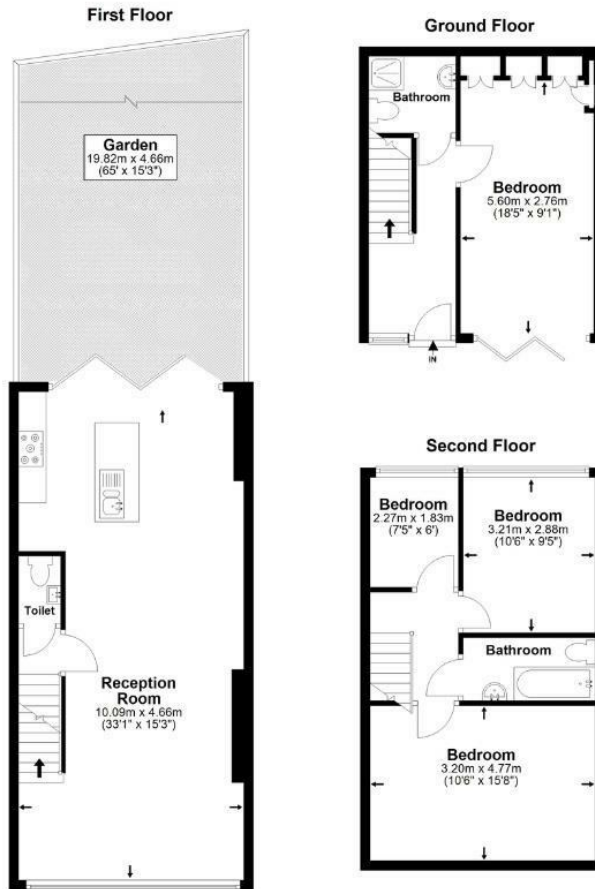 First Floor
Garden
19.82m x 4.66m
(65' x 15'3")
Toilet
Reception
Room
10.09m x 4.66m
(33'1" x 15'3")
Ground Floor
Bathroom
Bedroom
5.60m x 2.76m
(18'5" x 9'1")
IN
Second Floor
Bedroom
2.27m x 1.83m
(7'5" x 6')
Bedroom
3.21m x 2.88m
(10'6" x 9'5")
Bathroom
Bedroom
3.20m x 4.77m
(10'6" x 15'8")